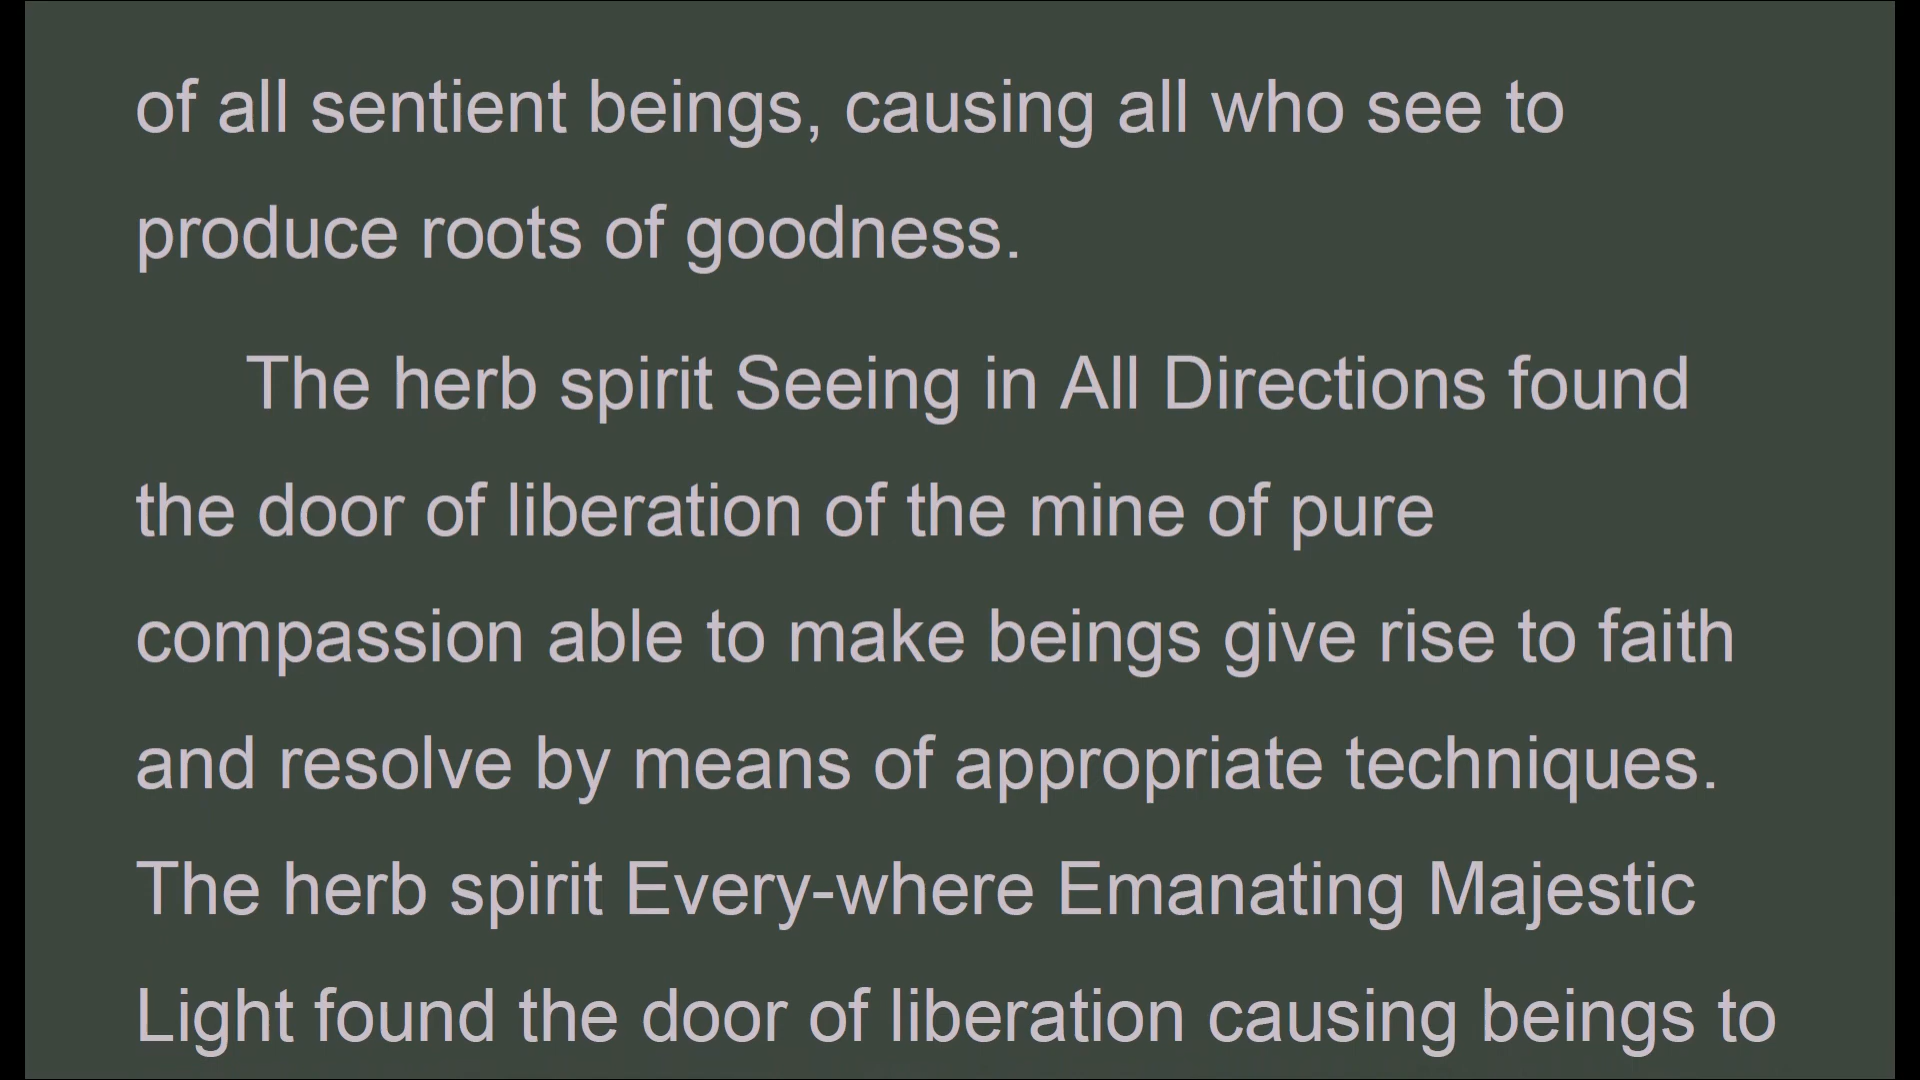 of all sentient beings, causing all who see to
produce roots of goodness.
The herb spirit Seeing in All Directions found
the door of liberation of the mine of pure
compassion able to make beings give rise to faith
and resolve by means of appropriate techniques.
The herb spirit Every-where Emanating Majestic
Light found the door of liberation causing beings to